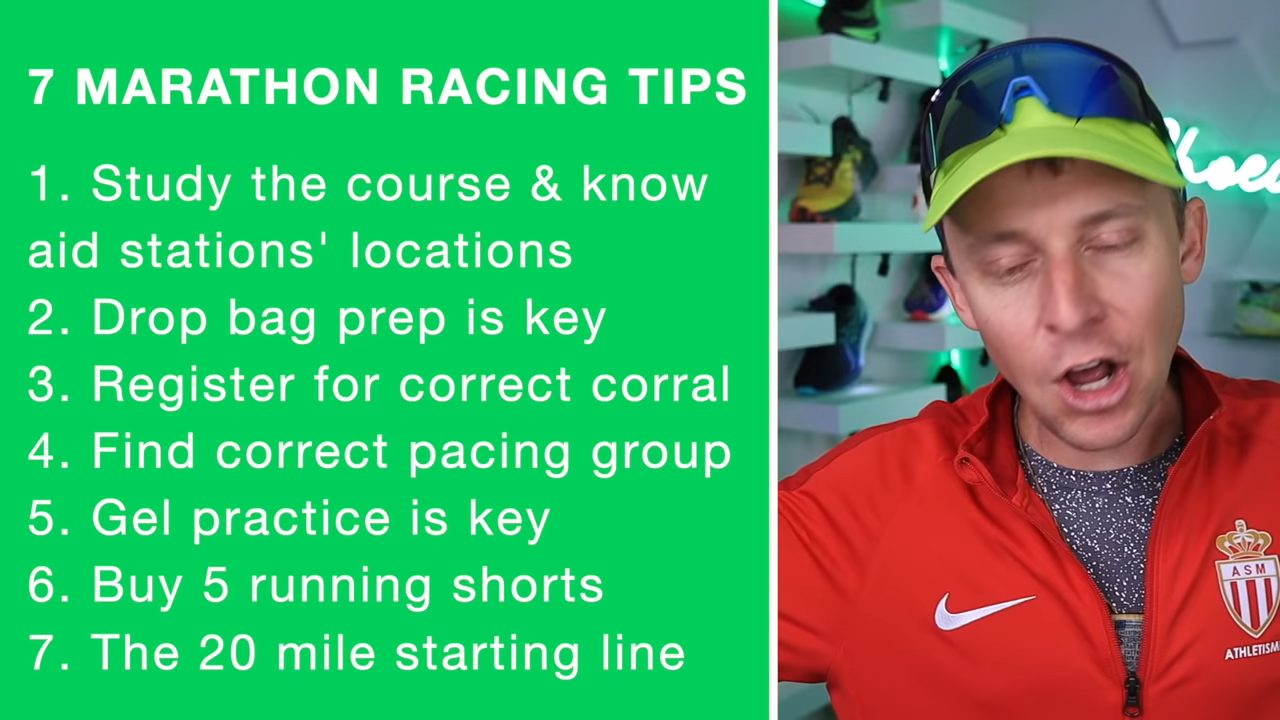 7 MARATHON RACING TIPS
1. Study the course & know
aid stations' locations
2. Drop bag prep is key
3. Register for correct corral
4. Find correct pacing group
5. Gel practice is key
6. Buy 5 running shorts
7. The 20 mile starting line
ASM